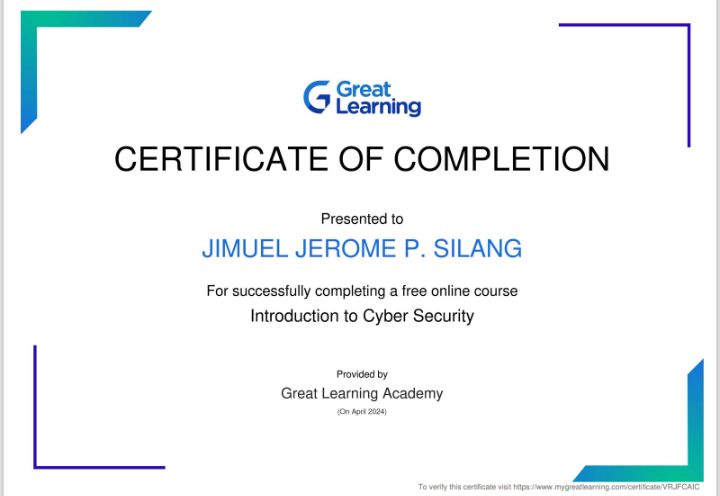 Great
Learning
CERTIFICATE OF COMPLETION
Presented to
JIMUEL JEROME P. SILANG
For successfully completing a free online course
Introduction to Cyber Security
Provided by
Great Learning Academy
(On April 2024)
To verify this certificate visit https://www.mygreatlearning.com/certificate/VRJFCAIC